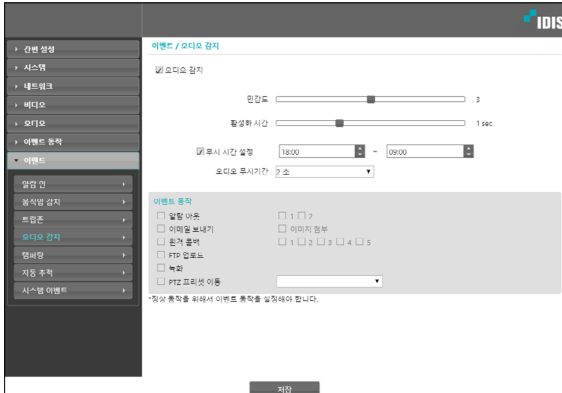 IDIS
간편 설정
시스템
네트워크
비디오
오디오
이벤트 동작
이벤트
알람 인
움직임 감지
트립존
오디오 감지
탬퍼링
자동 추적
시스템 이벤트
이벤트 / 오디오 감지
오디오 감지
민감도 3
활성화 시간 1 sec.
무시 시간 설정 18:00 ~ 09:00
오디오 무시기간 2 초
이벤트 동작
알람 아웃 1 2
이메일 보내기 이미지 첨부
원격 콜백 1 2 3 4 5
FTP 업로드
녹화
PTZ 프리셋 이동
*정상 동작을 위해서 이벤트 동작을 설정해야 합니다.
저장